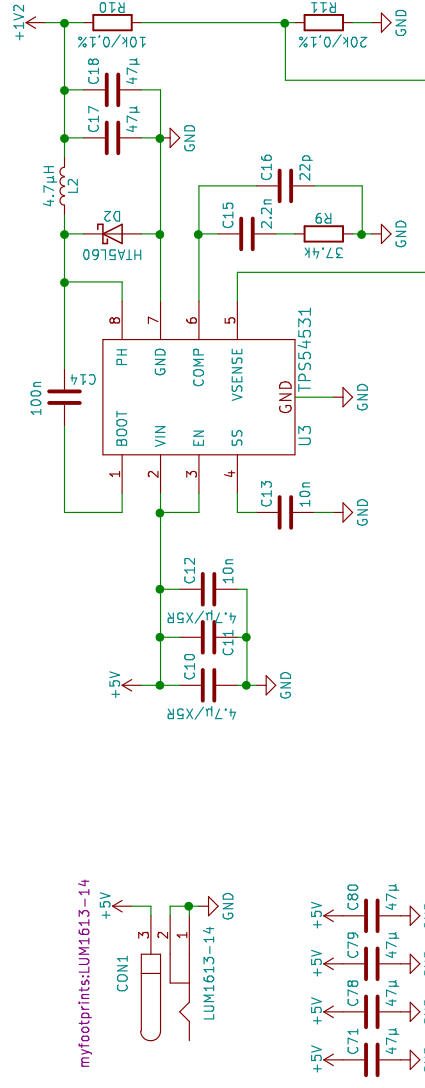 +1V2
R10
10k/0,1%
R11
20k/0,1%
GND
C18
47µ
C17
47µ
GND
4.7µH
L2
C16
22p
C15
2.2n
R9
37.4k
GND
D2
HTA5L60
8
7
6
5
PH
GND
COMP
VSENSE
TPS54531
GND
GND
U3
C14
100n
BOOT
VIN
EN
SS
1
2
3
4
C13
10n
GND
C12
10n
4.7µ/X5R
C11
C10
4.7µ/X5R
+5V
GND
myfootprints:LUM1613-14
+5V
GND
3
2
1
CON1
LUM1613-14
+5V
C80
47µ
+5V
C79
47µ
+5V
C78
47µ
+5V
C71
47µ